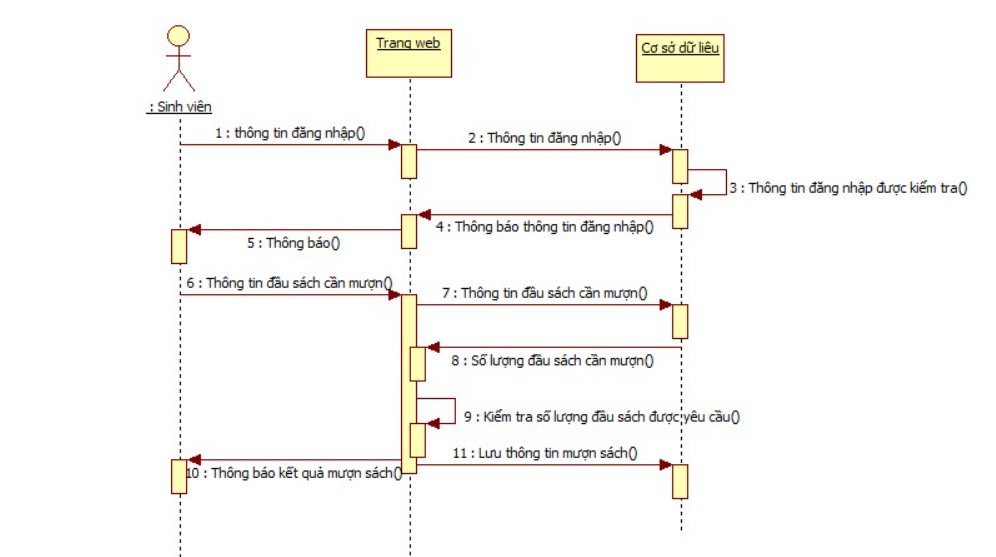 Trang web
Cơ sở dữ liêu
: Sinh viên
1 : thông tin đăng nhập()
2 : Thông tin đăng nhập()
3 : Thông tin đăng nhập được kiểm tra()
4 : Thông báo thông tin đăng nhập()
5 : Thông báo()
6 : Thông tin đầu sách cần mượn()
7 : Thông tin đầu sách cần mượn()
8 : Số lượng đầu sách cần mượn()
9 : Kiểm tra số lượng đầu sách được yêu cầu()
11 : Lưu thông tin mượn sách()
10 : Thông báo kết quả mượn sách()